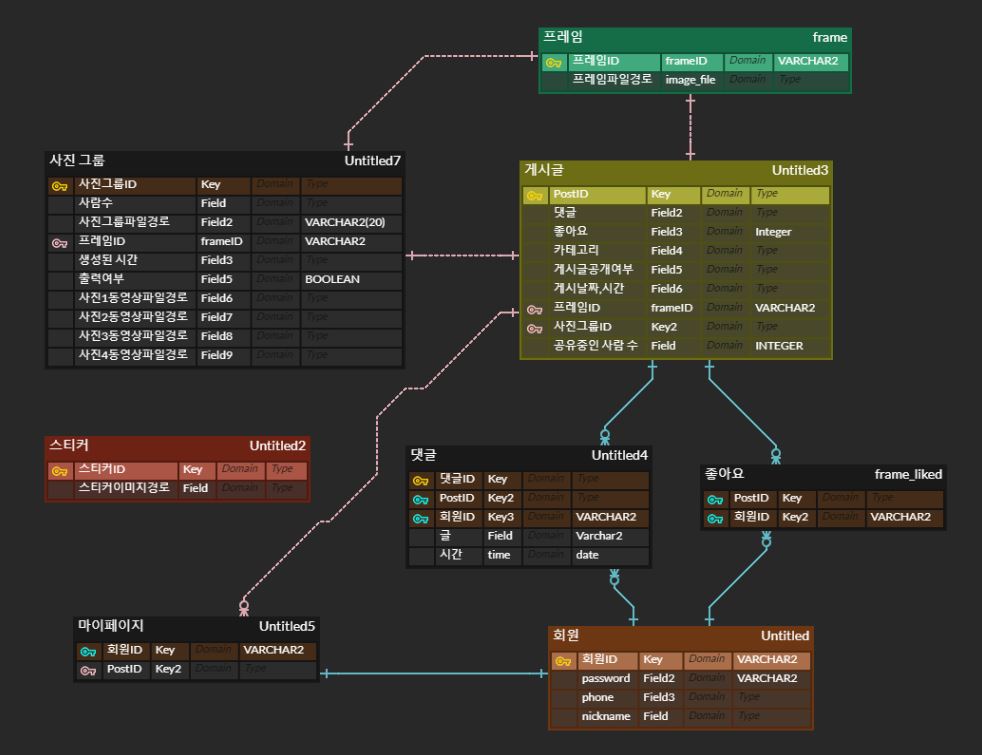 프레임 frame
프레임ID frameID Domain VARCHAR2
프레임파일경로 image_file Domain Type
사진 그룹 Untitled7
사진그룹ID Key Domain Type
사람수 Field Domain Type
사진그룹파일경로 Field2 Domain VARCHAR2(20)
프레임ID frameID Domain VARCHAR2
생성된 시간 Field3 Domain Type
출력여부 Field5 Domain BOOLEAN
사진1동영상파일경로 Field6 Domain Type
사진2동영상파일경로 Field7 Domain Type
사진3동영상파일경로 Field8 Domain Type
사진4동영상파일경로 Field9 Domain Type
게시글 Untitled3
PostID Key Domain Type
댓글 Field2 Domain Type
좋아요 Field3 Domain Integer
카테고리 Field4 Domain Type
게시글공개여부 Field5 Domain Type
게시날짜,시간 Field6 Domain Type
프레임ID frameID Domain VARCHAR2
사진그룹ID Key2 Domain Type
공유중인 사람 수 Field Domain INTEGER
스티커 Untitled2
스티커ID Key Domain Type
스티커이미지경로 Field Domain Type
댓글 Untitled4
댓글ID Key Domain Type
PostID Key2 Domain Type
회원ID Key3 Domain VARCHAR2
글 Field Domain Varchar2
시간 time Domain date
좋아요 frame_liked
PostID Key Domain Type
회원ID Key2 Domain VARCHAR2
마이페이지 Untitled5
회원ID Key Domain VARCHAR2
PostID Key2 Domain Type
회원 Untitled
회원ID Key Domain VARCHAR2
password Field2 Domain VARCHAR2
phone Field3 Domain Type
nickname Field Domain Type